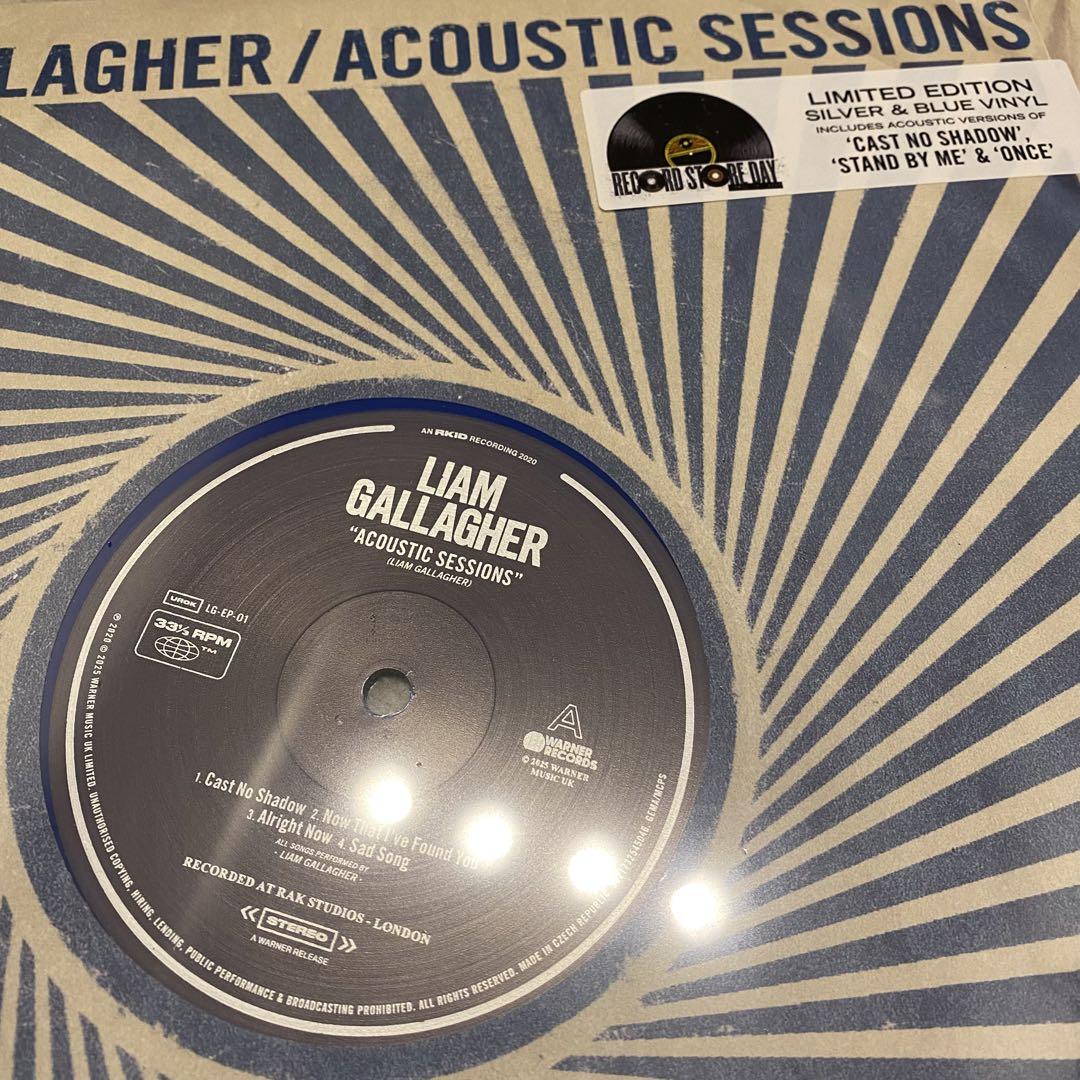 LAGHER / ACOUSTIC SESSIONS
LIMITED EDITION
SILVER & BLUE VINYL
INCLUDES ACOUSTIC VERSIONS OF
'CAST NO SHADOW',
'STAND BY ME' & 'ONCE'
RECORD STORE DAY
AN RKID RECORDING 2020
LIAM
GALLAGHER
"ACOUSTIC SESSIONS"
(LIAM GALLAGHER)
UROK LG-EP-01
33⅓ RPM
TM
A
WARNER
RECORDS
© 2025 WARNER
MUSIC UK
1. Cast No Shadow 2. Now That I've Found You
3. Alright Now 4. Sad Song
ALL SONGS PERFORMED BY
- LIAM GALLAGHER -
RECORDED AT RAK STUDIOS - LONDON
STEREO
A WARNER RELEASE
℗ 2020 © 2025 WARNER MUSIC UK LIMITED. UNAUTHORISED COPYING, HIRING, LENDING, PUBLIC PERFORMANCE & BROADCASTING PROHIBITED. ALL RIGHTS RESERVED. MADE IN CZECH REPUBLIC GEMA/MCPS